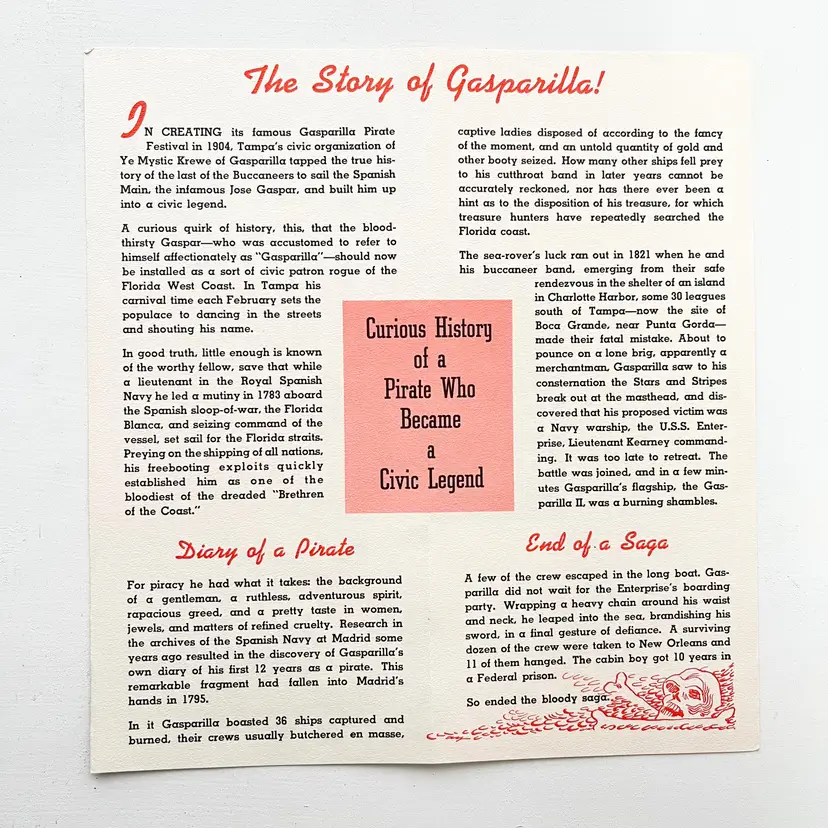 The Story of Gasparilla!
IN CREATING its famous Gasparilla Pirate
Festival in 1904, Tampa's civic organization of
Ye Mystic Krewe of Gasparilla tapped the true his-
tory of the last of the Buccaneers to sail the Spanish
Main, the infamous Jose Gaspar, and built him up
into a civic legend.
A curious quirk of history, this, that the blood-
thirsty Gaspar—who was accustomed to refer to
himself affectionately as "Gasparilla"—should now
be installed as a sort of civic patron rogue of the
Florida West Coast. In Tampa his
carnival time each February sets the
populace to dancing in the streets
and shouting his name.
In good truth, little enough is known
of the worthy fellow, save that while
a lieutenant in the Royal Spanish
Navy he led a mutiny in 1783 aboard
the Spanish sloop-of-war, the Florida
Blanca, and seizing command of the
vessel, set sail for the Florida straits.
Preying on the shipping of all nations,
his freebooting exploits quickly
established him as one of the
bloodiest of the dreaded "Brethren
of the Coast."
Diary of a Pirate
For piracy he had what it takes: the background
of a gentleman, a ruthless, adventurous spirit,
rapacious greed, and a pretty taste in women,
jewels, and matters of refined cruelty. Research in
the archives of the Spanish Navy at Madrid some
years ago resulted in the discovery of Gasparilla's
own diary of his first 12 years as a pirate. This
remarkable fragment had fallen into Madrid's
hands in 1795.
In it Gasparilla boasted 36 ships captured and
burned, their crews usually butchered en masse,
Curious History
of a
Pirate Who
Became
a
Civic Legend
captive ladies disposed of according to the fancy
of the moment, and an untold quantity of gold and
other booty seized. How many other ships fell prey
to his cutthroat band in later years cannot be
accurately reckoned, nor has there ever been a
hint as to the disposition of his treasure, for which
treasure hunters have repeatedly searched the
Florida coast.
The sea-rover's luck ran out in 1821 when he and
his buccaneer band, emerging from their safe
rendezvous in the shelter of an island
in Charlotte Harbor, some 30 leagues
south of Tampa—now the site of
Boca Grande, near Punta Gorda—
made their fatal mistake. About to
pounce on a lone brig, apparently a
merchantman, Gasparilla saw to his
consternation the Stars and Stripes
break out at the masthead, and dis-
covered that his proposed victim was
a Navy warship, the U.S.S. Enter-
prise, Lieutenant Kearney command-
ing. It was too late to retreat. The
battle was joined, and in a few min-
utes Gasparilla's flagship, the Gas-
parilla II, was a burning shambles.
End of a Saga
A few of the crew escaped in the long boat. Gas-
parilla did not wait for the Enterprise's boarding
party. Wrapping a heavy chain around his waist
and neck, he leaped into the sea, brandishing his
sword, in a final gesture of defiance. A surviving
dozen of the crew were taken to New Orleans and
11 of them hanged. The cabin boy got 10 years in
a Federal prison.
So ended the bloody saga.